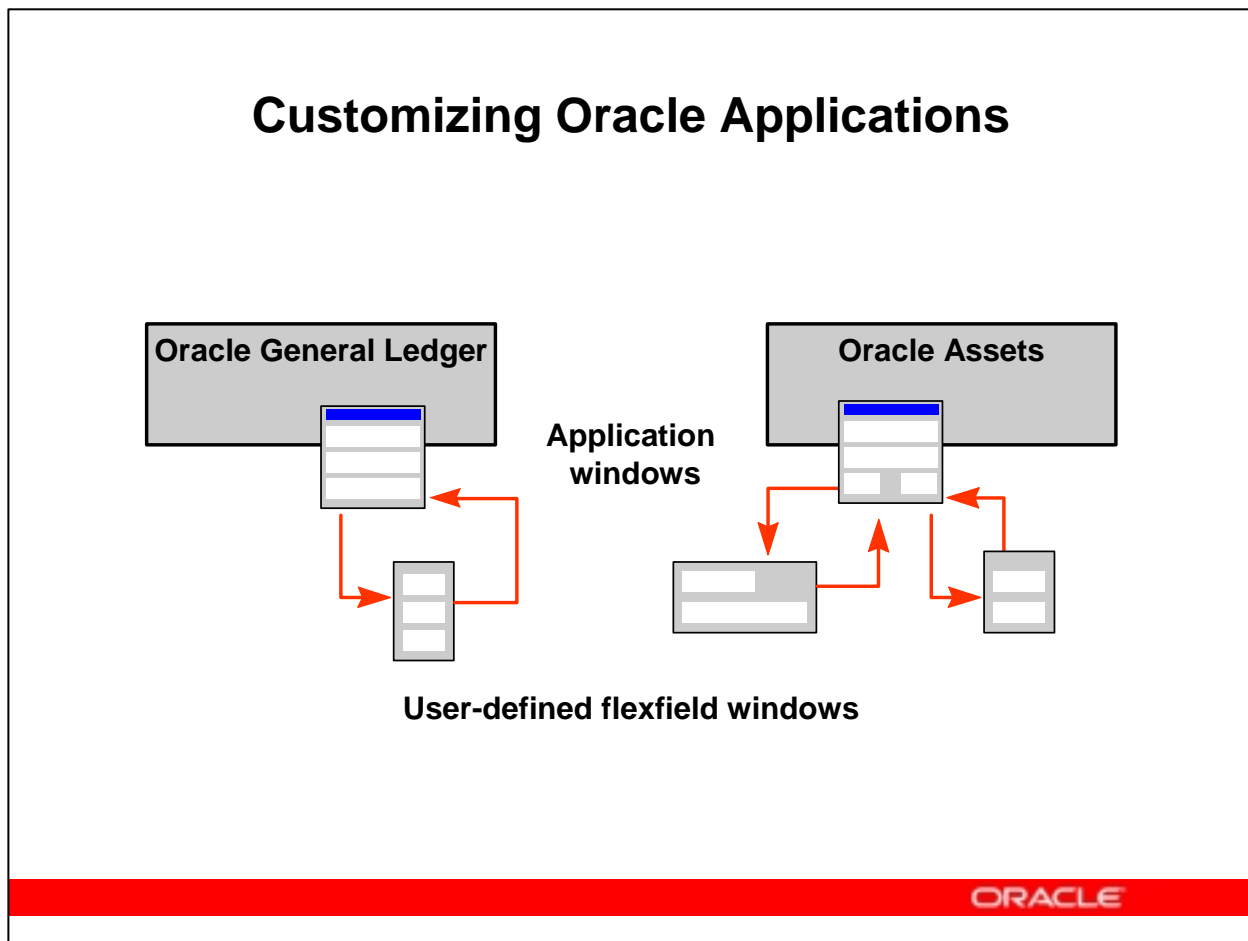 Customizing Oracle Applications
Oracle General Ledger
Oracle Assets
Application
windows
User-defined flexfield windows
ORACLE